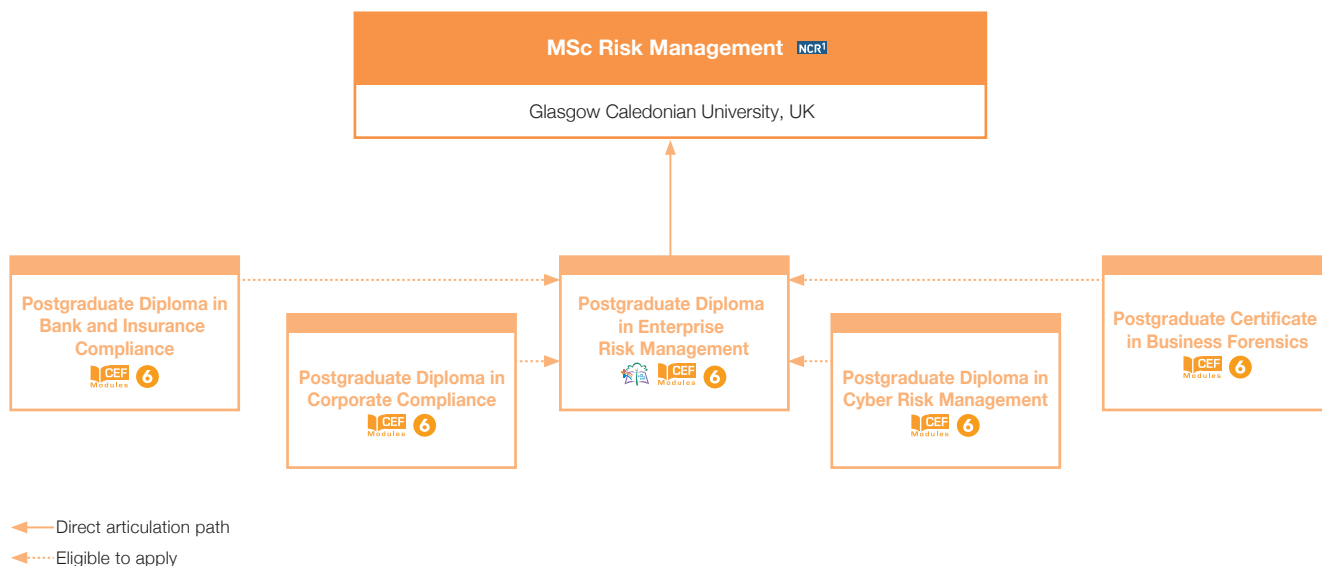 MSc Risk Management NCR1
Glasgow Caledonian University, UK
Postgraduate Diploma in
Bank and Insurance
Compliance
CEF
Modules
6
Postgraduate Diploma in
Corporate Compliance
CEF
Modules
6
Postgraduate Diploma
in Enterprise
Risk Management
CEF
Modules
6
Postgraduate Diploma in
Cyber Risk Management
CEF
Modules
6
Postgraduate Certificate
in Business Forensics
CEF
Modules
6
Direct articulation path
Eligible to apply